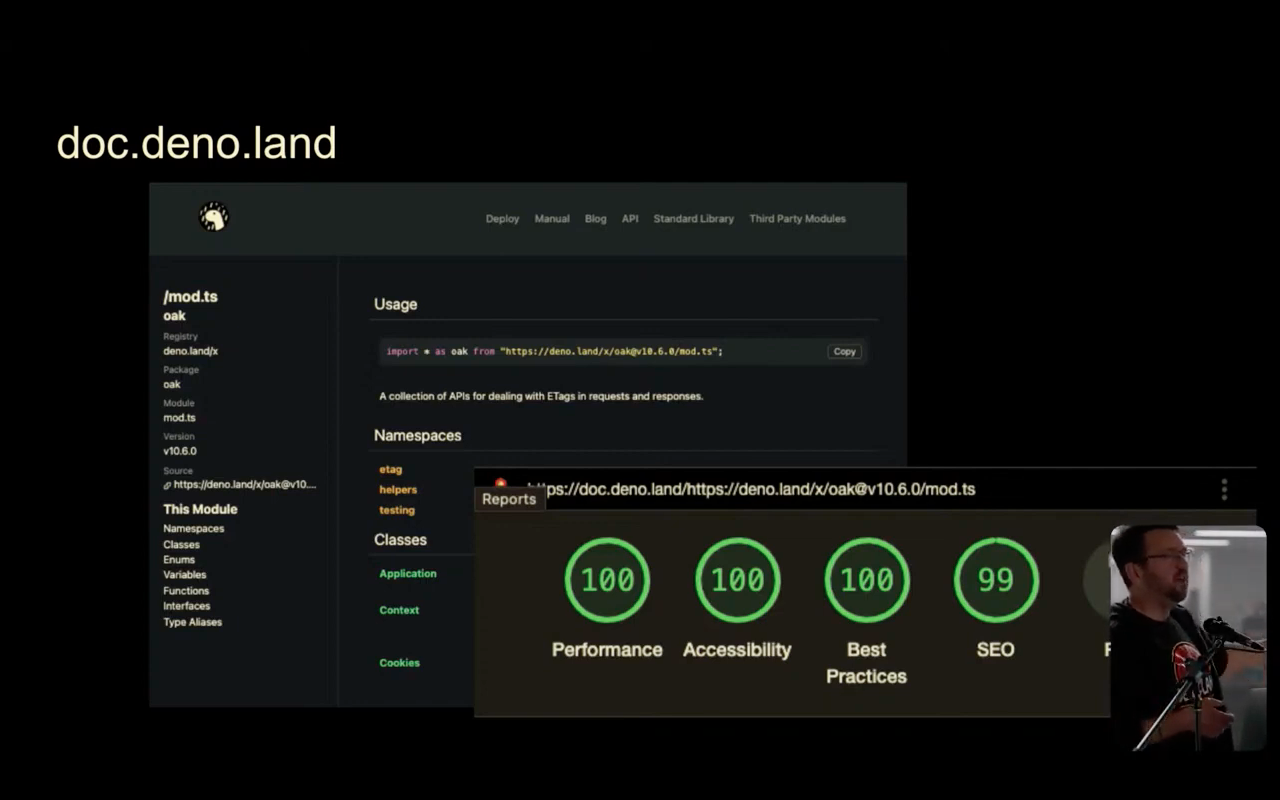 doc.deno.land
Deploy Manual Blog API Standard Library Third Party Modules
/mod.ts
oak
Registry
deno.land/x
Package
oak
Module
mod.ts
Version
v10.6.0
Source
https://deno.land/x/oak@v10....
This Module
Namespaces
Classes
Enums
Variables
Functions
Interfaces
Type Aliases
Usage
import * as oak from "https://deno.land/x/oak@v10.6.0/mod.ts";
Copy
A collection of APIs for dealing with ETags in requests and responses.
Namespaces
etag
helpers
testing
Classes
Application
Context
Cookies
ps://doc.deno.land/https://deno.land/x/oak@v10.6.0/mod.ts
Reports
100
Performance
100
Accessibility
100
Best
Practices
99
SEO